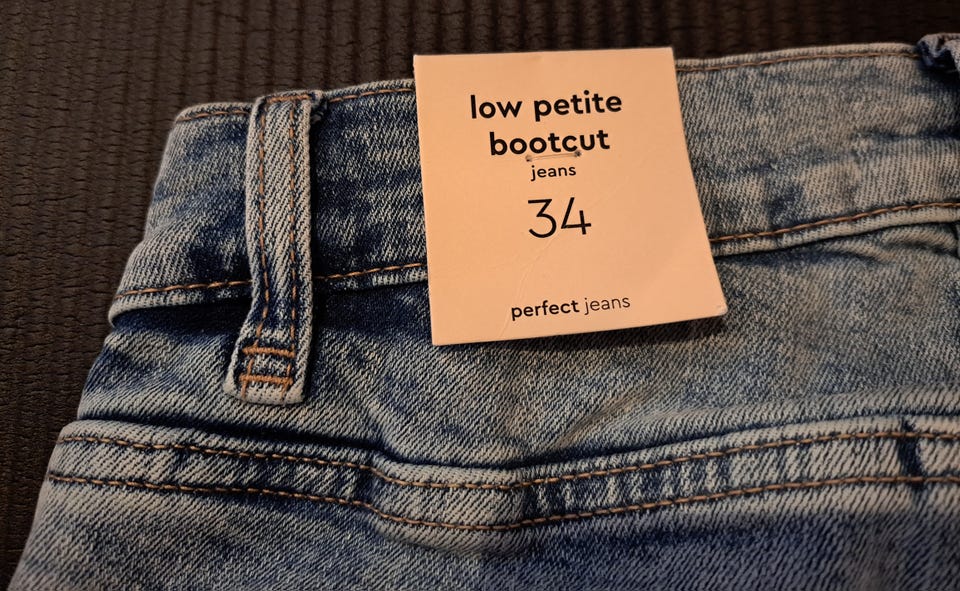 low petite
bootcut
jeans
34
perfect jeans